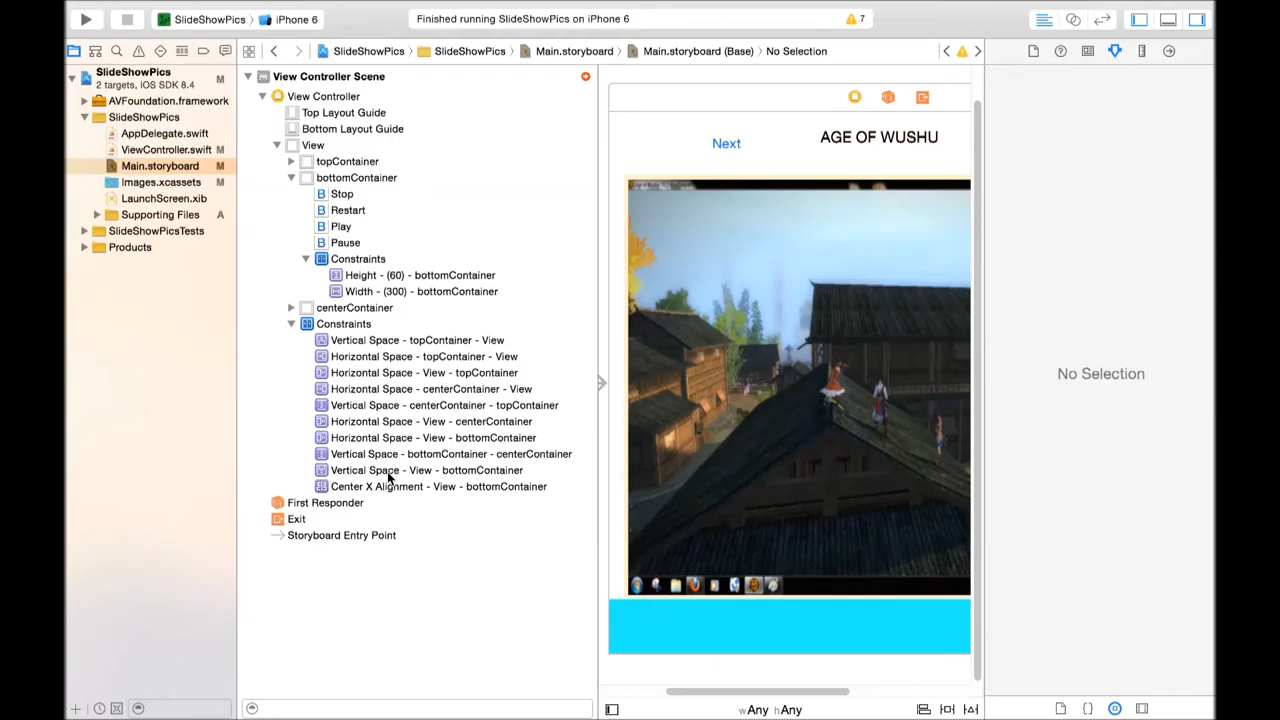 SlideShowPics
iPhone 6
Finished running SlideShowPics on iPhone 6
7
SlideShowPics
SlideShowPics
Main.storyboard
Main.storyboard (Base)
No Selection
SlideShowPics
M
2 targets, iOS SDK 8.4
AVFoundation.framework
SlideShowPics
AppDelegate.swift
ViewController.swift
M
Main.storyboard
M
Images.xcassets
M
LaunchScreen.xib
Supporting Files
A
SlideShowPicsTests
Products
View Controller Scene
View Controller
Top Layout Guide
Bottom Layout Guide
View
topContainer
bottomContainer
B Stop
B Restart
B Play
B Pause
Constraints
Height - (60) - bottomContainer
Width - (300) - bottomContainer
centerContainer
Constraints
Vertical Space - topContainer - View
Horizontal Space - topContainer - View
Horizontal Space - View - topContainer
Horizontal Space - centerContainer - View
Vertical Space - centerContainer - topContainer
Horizontal Space - View - centerContainer
Horizontal Space - View - bottomContainer
Vertical Space - bottomContainer - centerContainer
Vertical Space - View - bottomContainer
Center X Alignment - View - bottomContainer
First Responder
Exit
Storyboard Entry Point
Next
AGE OF WUSHU
No Selection
wAny hAny